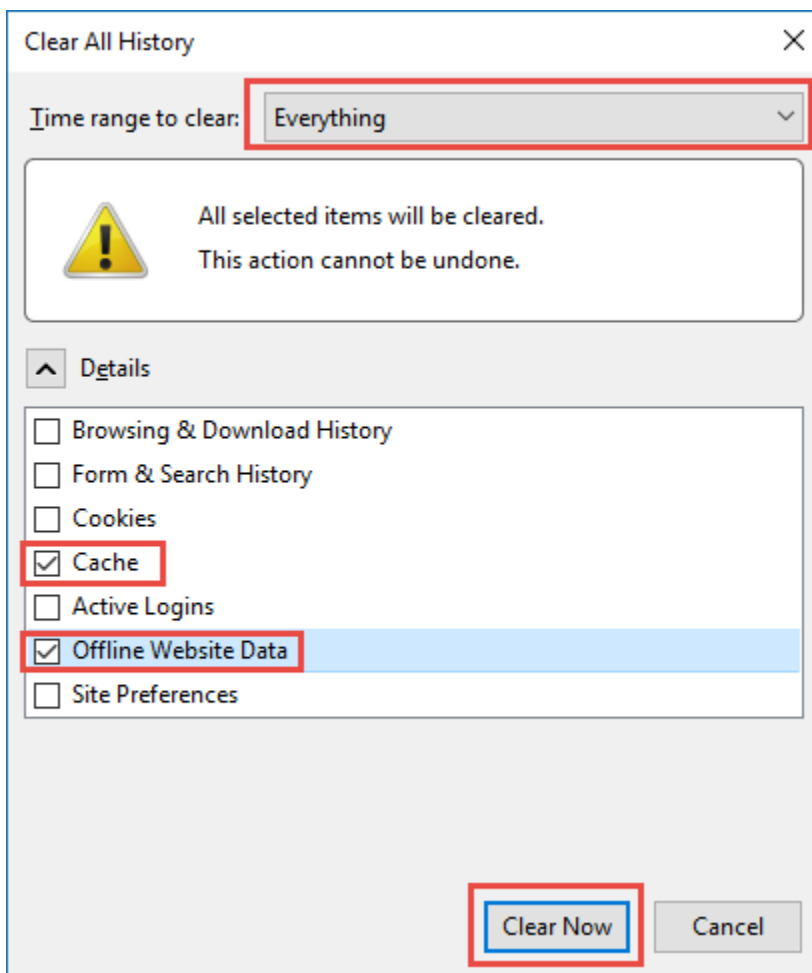 Clear All History
Time range to clear: Everything
All selected items will be cleared.
This action cannot be undone.
Details
Browsing & Download History
Form & Search History
Cookies
Cache
Active Logins
Offline Website Data
Site Preferences
Clear Now Cancel